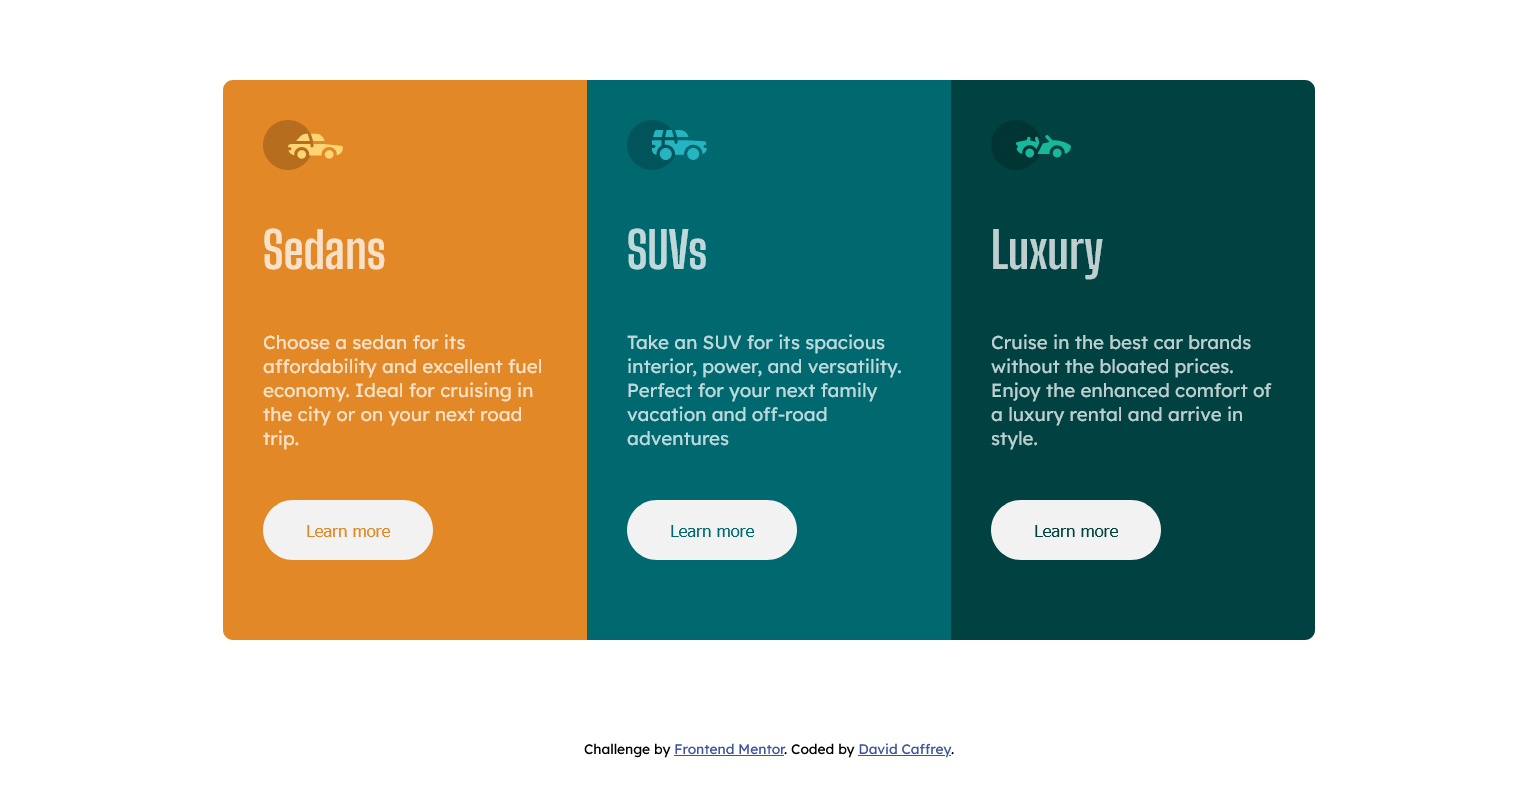 Sedans
Choose a sedan for its
affordability and excellent fuel
economy. Ideal for cruising in
the city or on your next road
trip.
Learn more
SUVs
Take an SUV for its spacious
interior, power, and versatility.
Perfect for your next family
vacation and off-road
adventures
Learn more
Luxury
Cruise in the best car brands
without the bloated prices.
Enjoy the enhanced comfort of
a luxury rental and arrive in
style.
Learn more
Challenge by Frontend Mentor. Coded by David Caffrey.